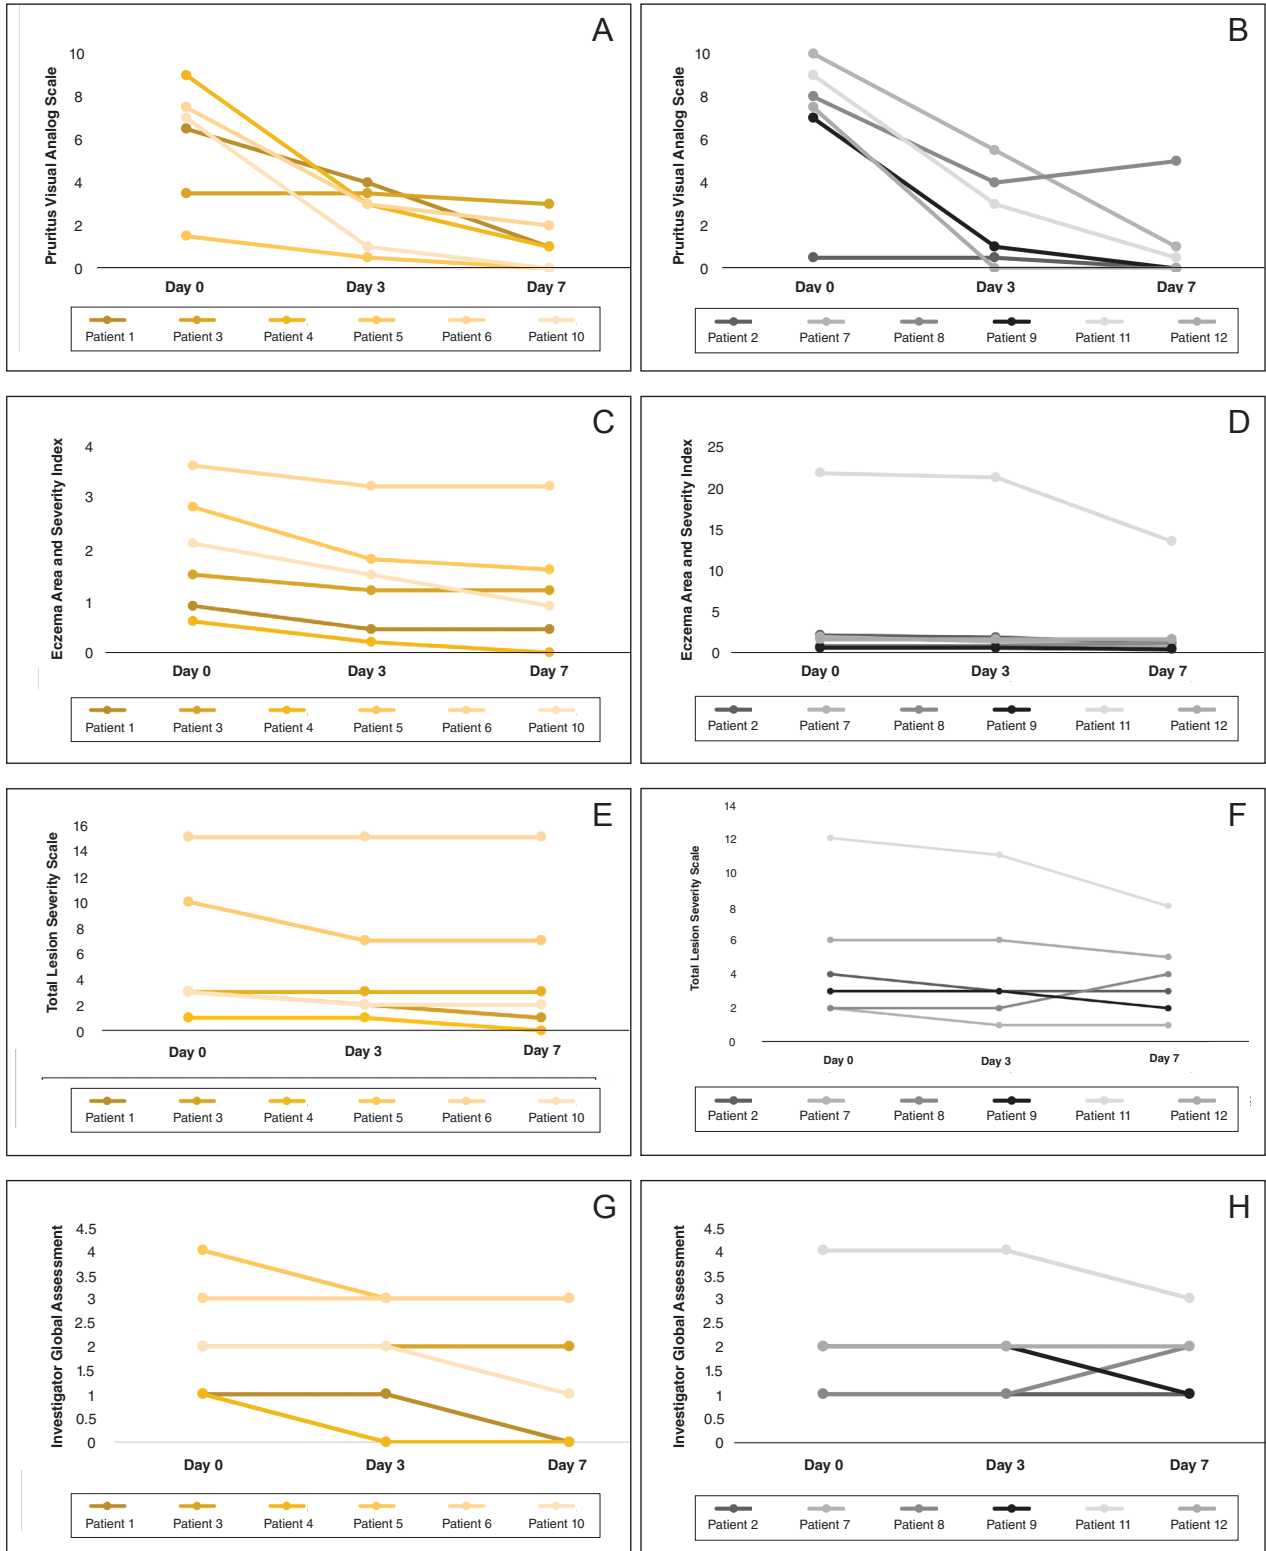 A
Pruritus Visual Analog Scale
10
8
6
4
2
0
Day 0 Day 3 Day 7
Patient 1 Patient 3 Patient 4 Patient 5 Patient 6 Patient 10
B
Pruritus Visual Analog Scale
10
8
6
4
2
0
Day 0 Day 3 Day 7
Patient 2 Patient 7 Patient 8 Patient 9 Patient 11 Patient 12
C
Eczema Area and Severity Index
4
3
2
1
0
Day 0 Day 3 Day 7
Patient 1 Patient 3 Patient 4 Patient 5 Patient 6 Patient 10
D
Eczema Area and Severity Index
25
20
15
10
5
0
Day 0 Day 3 Day 7
Patient 2 Patient 7 Patient 8 Patient 9 Patient 11 Patient 12
E
Total Lesion Severity Scale
16
14
12
10
8
6
4
2
0
Day 0 Day 3 Day 7
Patient 1 Patient 3 Patient 4 Patient 5 Patient 6 Patient 10
F
Total Lesion Severity Scale
14
12
10
8
6
4
2
0
Day 0 Day 3 Day 7
Patient 2 Patient 7 Patient 8 Patient 9 Patient 11 Patient 12
G
Investigator Global Assessment
4.5
4
3.5
3
2.5
2
1.5
1
0.5
0
Day 0 Day 3 Day 7
Patient 1 Patient 3 Patient 4 Patient 5 Patient 6 Patient 10
H
Investigator Global Assessment
4.5
4
3.5
3
2.5
2
1.5
1
0.5
0
Day 0 Day 3 Day 7
Patient 2 Patient 7 Patient 8 Patient 9 Patient 11 Patient 12